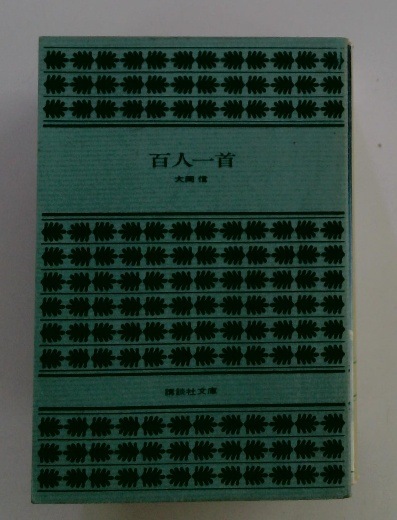 百人一首
大岡 信
講談社文庫